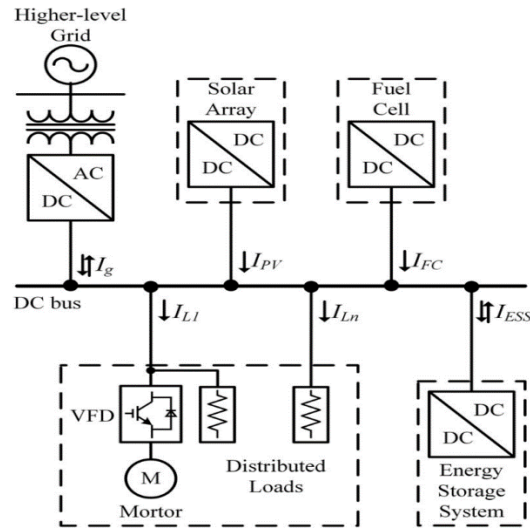 Higher-level
Grid
Solar
Array
Fuel
Cell
AC
DC
DC
DC
DC
DC
I_g
I_PV
I_FC
DC bus
I_L1
I_Ln
I_ESS
VFD
DC
DC
M
Mortor
Distributed
Loads
Energy
Storage
System